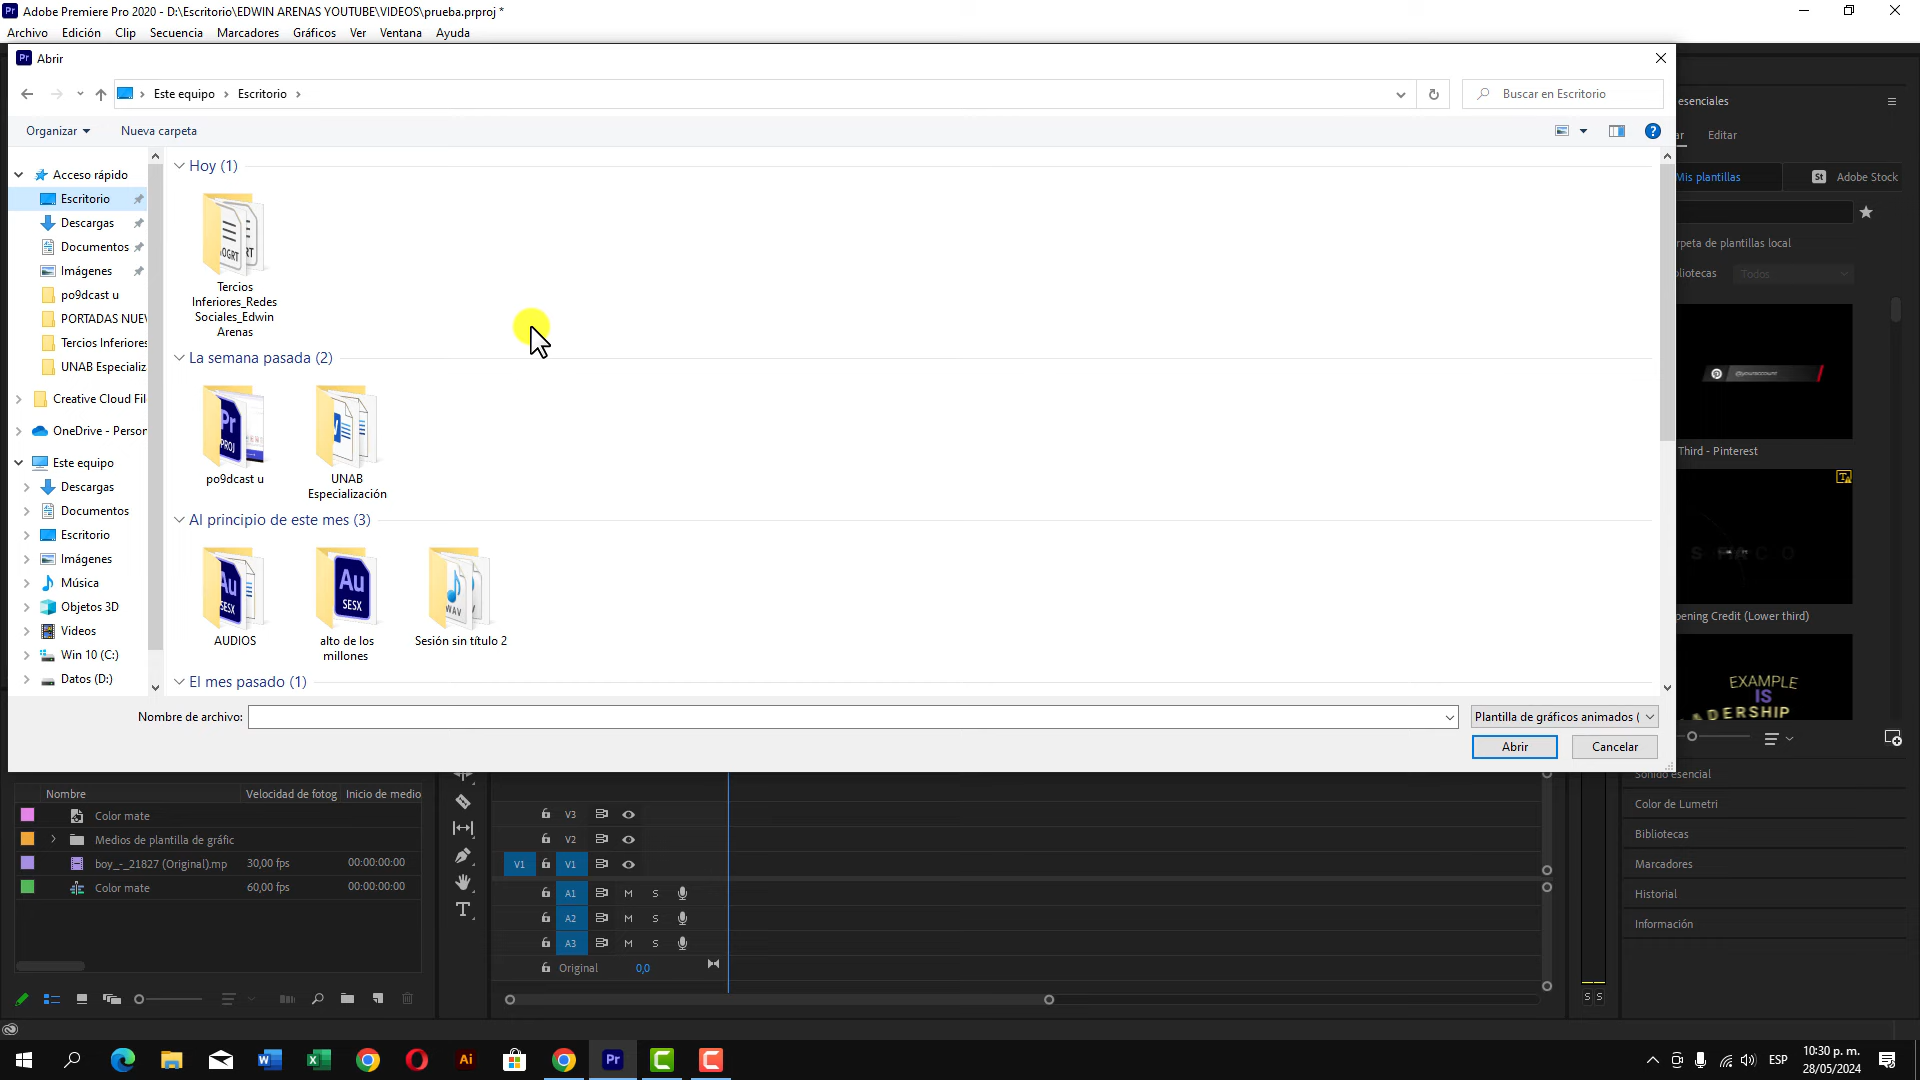 Adobe Premiere Pro 2020 - D:\Escritorio\EDWIN ARENAS YOUTUBE\VIDEOS\prueba.prproj *
Archivo Edición Clip Secuencia Marcadores Gráficos Ver Ventana Ayuda
Abrir
Este equipo Escritorio
Buscar en Escritorio
Organizar
Nueva carpeta
Acceso rápido
Escritorio
Descargas
Documentos
Imágenes
po9dcast u
PORTADAS NUEV
Tercios Inferiores
UNAB Especializ
Creative Cloud Fil
OneDrive - Person
Este equipo
Descargas
Documentos
Escritorio
Imágenes
Música
Objetos 3D
Videos
Win 10 (C:)
Datos (D:)
Hoy (1)
Tercios
Inferiores_Redes
Sociales_Edwin
Arenas
La semana pasada (2)
po9dcast u
UNAB
Especialización
Al principio de este mes (3)
AUDIOS
alto de los
millones
Sesión sin título 2
El mes pasado (1)
Nombre de archivo:
Plantilla de gráficos animados (
Abrir
Cancelar
esenciales
ar Editar
Mis plantillas
St Adobe Stock
rpeta de plantillas local
liotecas Todos
Third - Pinterest
pening Credit (Lower third)
EXAMPLE
IS
ADERSHIP
Sonido esencial
Color de Lumetri
Bibliotecas
Marcadores
Historial
Información
Nombre Velocidad de fotog Inicio de medio
Color mate
Medios de plantilla de gráfic
boy_-_21827 (Original).mp 30,00 fps 00:00:00:00
Color mate 60,00 fps 00:00:00:00
V3
V2
V1 V1
A1 M S
A2 M S
A3 M S
Original 0,0
S S
ESP
10:30 p. m.
28/05/2024